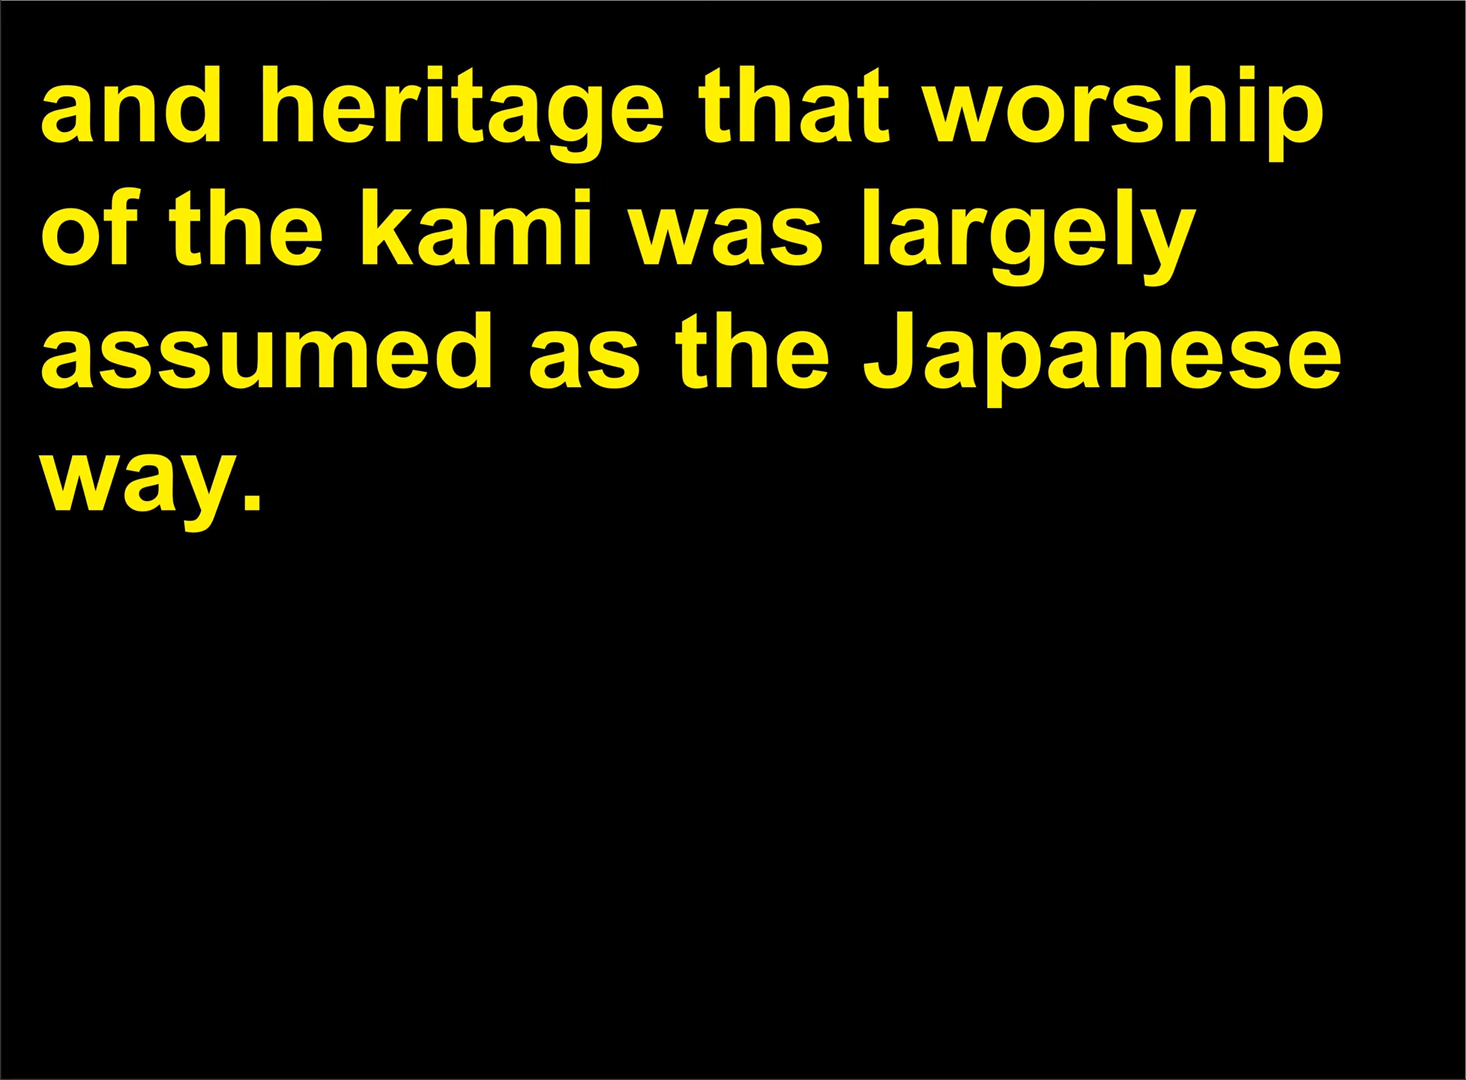 and heritage that worship
of the kami was largely
assumed as the Japanese
way.